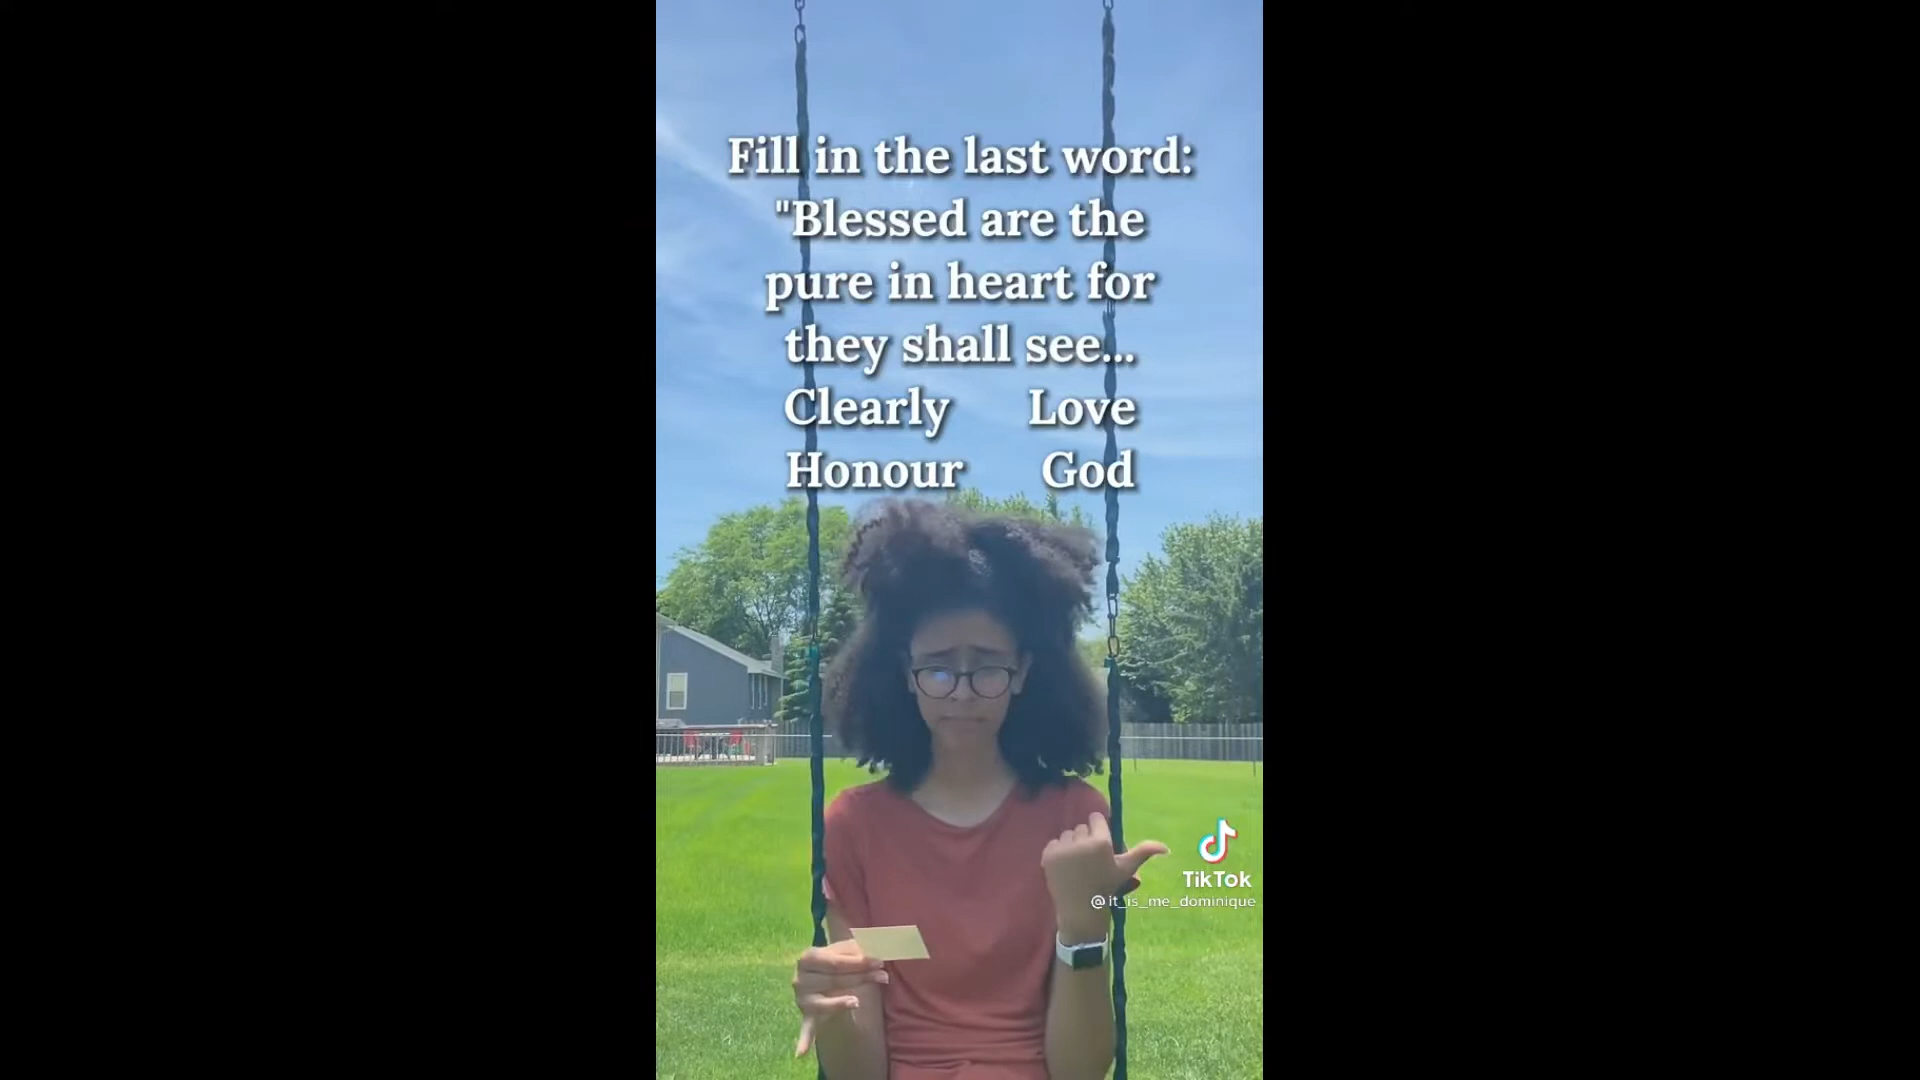 Fill in the last word:
"Blessed are the
pure in heart for
they shall see...
Clearly Love
Honour God
TikTok
@it_is_me_dominique